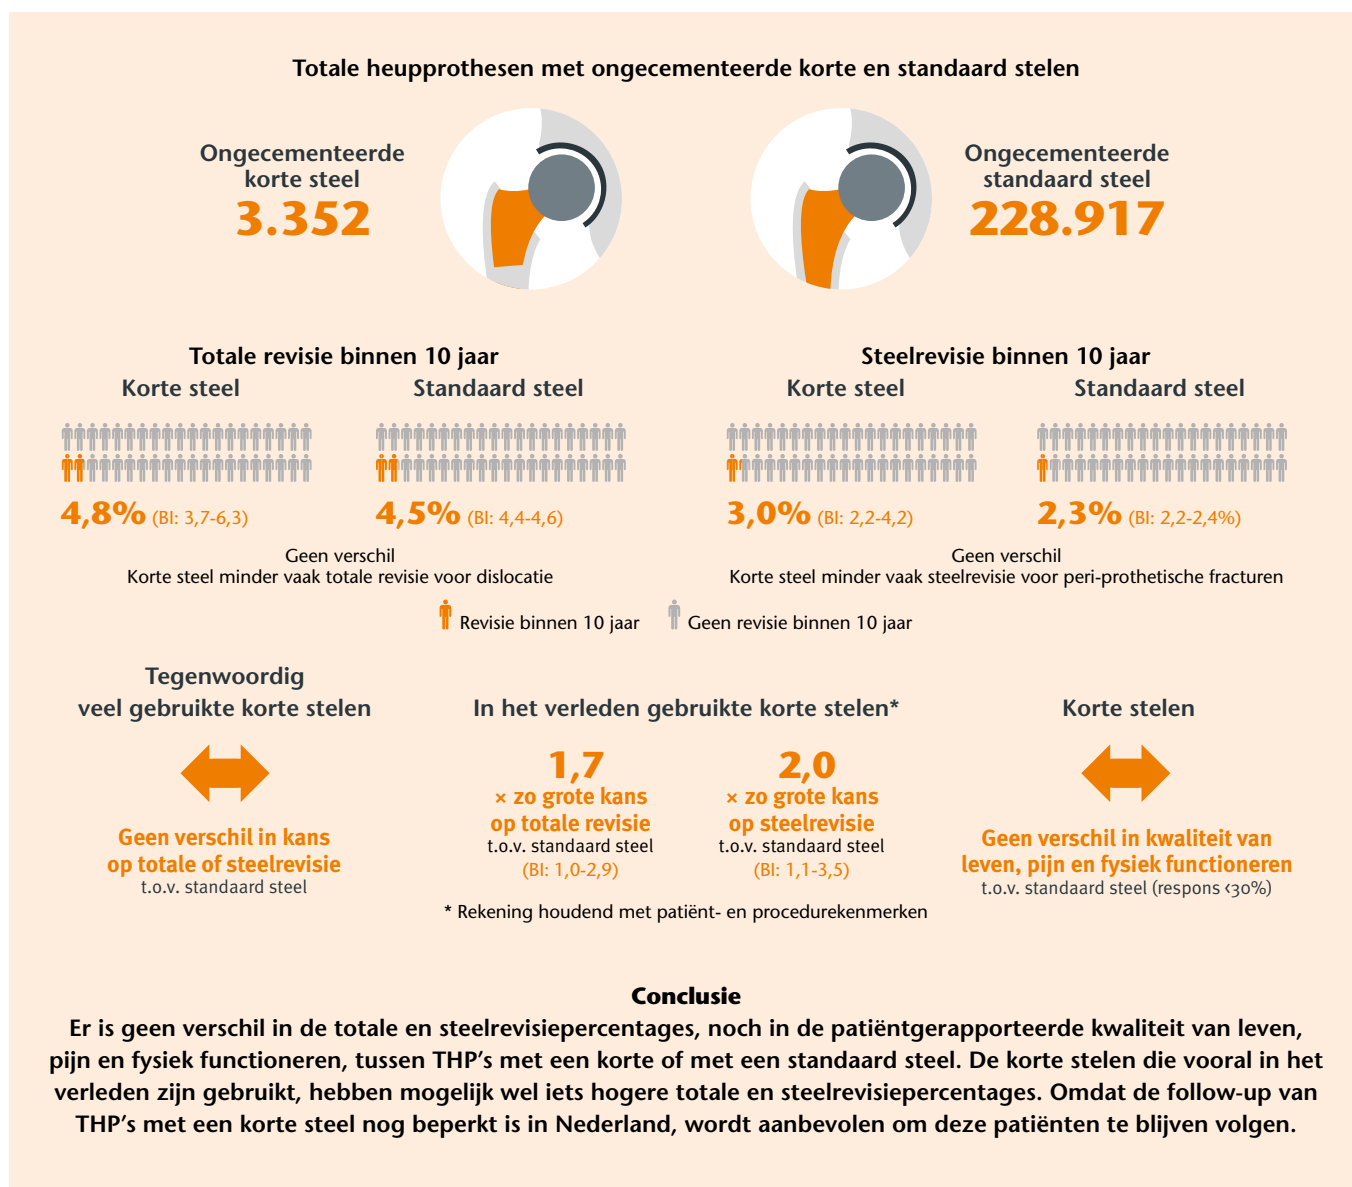 Totale heupprothesen met ongecementeerde korte en standaard stelen
Ongecementeerde
korte steel
3.352
Ongecementeerde
standaard steel
228.917
Totale revisie binnen 10 jaar
Korte steel
Standaard steel
4,8% (BI: 3,7-6,3)
4,5% (BI: 4,4-4,6)
Geen verschil
Korte steel minder vaak totale revisie voor dislocatie
Steelrevisie binnen 10 jaar
Korte steel
Standaard steel
3,0% (BI: 2,2-4,2)
2,3% (BI: 2,2-2,4%)
Geen verschil
Korte steel minder vaak steelrevisie voor peri-prothetische fracturen
Revisie binnen 10 jaar
Geen revisie binnen 10 jaar
Tegenwoordig
veel gebruikte korte stelen
Geen verschil in kans
op totale of steelrevisie
t.o.v. standaard steel
In het verleden gebruikte korte stelen*
1,7
× zo grote kans
op totale revisie
t.o.v. standaard steel
(BI: 1,0-2,9)
2,0
× zo grote kans
op steelrevisie
t.o.v. standaard steel
(BI: 1,1-3,5)
* Rekening houdend met patiënt- en procedurekenmerken
Korte stelen
Geen verschil in kwaliteit van
leven, pijn en fysiek functioneren
t.o.v. standaard steel (respons <30%)
Conclusie
Er is geen verschil in de totale en steelrevisiepercentages, noch in de patiëntgerapporteerde kwaliteit van leven,
pijn en fysiek functioneren, tussen THP’s met een korte of met een standaard steel. De korte stelen die vooral in het
verleden zijn gebruikt, hebben mogelijk wel iets hogere totale en steelrevisiepercentages. Omdat de follow-up van
THP’s met een korte steel nog beperkt is in Nederland, wordt aanbevolen om deze patiënten te blijven volgen.